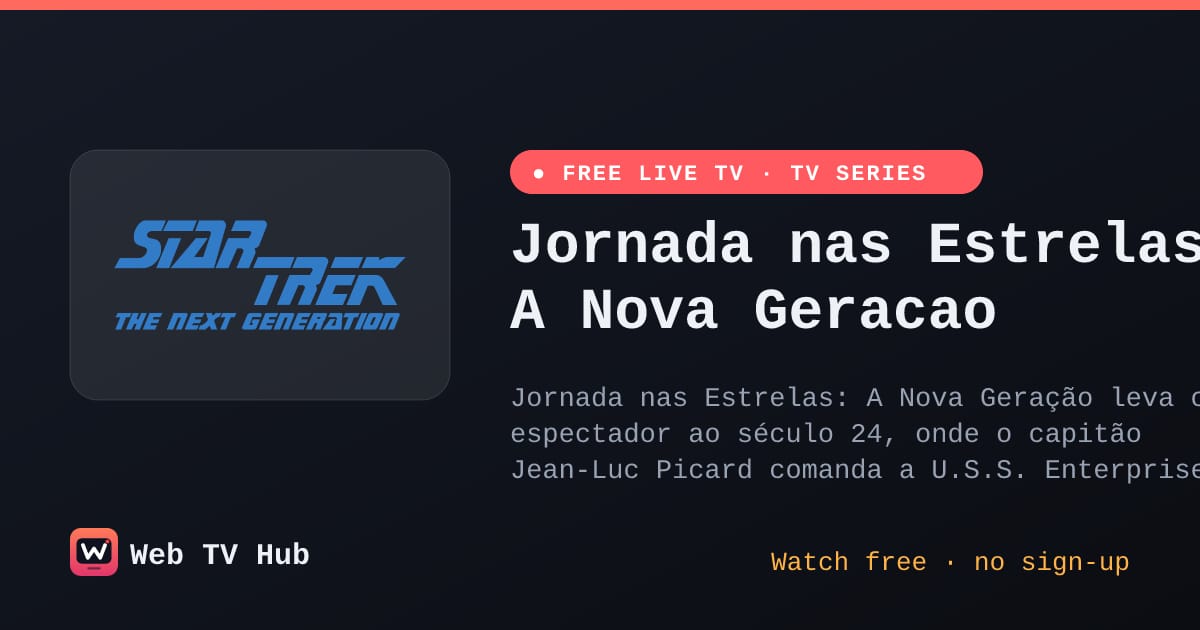 STAR
TREK
THE NEXT GENERATION
● FREE LIVE TV · TV SERIES
Jornada nas Estrelas
A Nova Geracao
Jornada nas Estrelas: A Nova Geração leva
espectador ao século 24, onde o capitão
Jean-Luc Picard comanda a U.S.S. Enterprise
W
Web TV Hub
Watch free · no sign-up